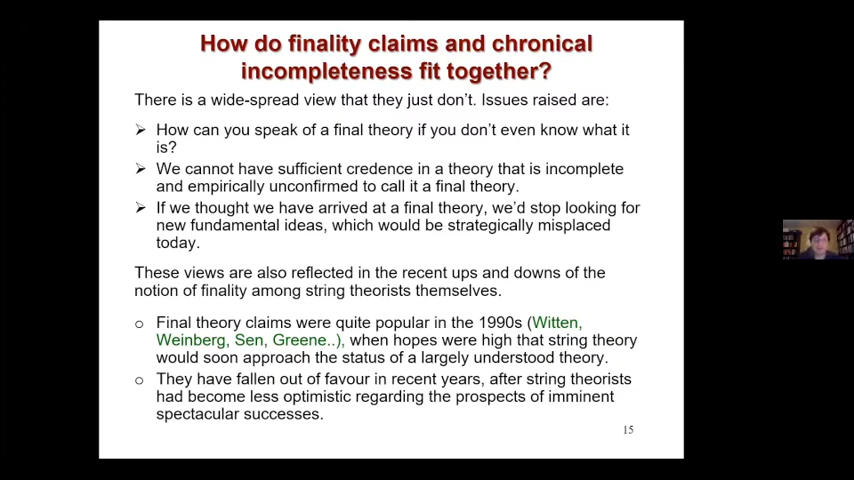 How do finality claims and chronical
incompleteness fit together?
There is a wide-spread view that they just don't. Issues raised are:
➢ How can you speak of a final theory if you don't even know what it
is?
➢ We cannot have sufficient credence in a theory that is incomplete
and empirically unconfirmed to call it a final theory.
➢ If we thought we have arrived at a final theory, we'd stop looking for
new fundamental ideas, which would be strategically misplaced
today.
These views are also reflected in the recent ups and downs of the
notion of finality among string theorists themselves.
o Final theory claims were quite popular in the 1990s (Witten,
Weinberg, Sen, Greene..), when hopes were high that string theory
would soon approach the status of a largely understood theory.
o They have fallen out of favour in recent years, after string theorists
had become less optimistic regarding the prospects of imminent
spectacular successes.
15